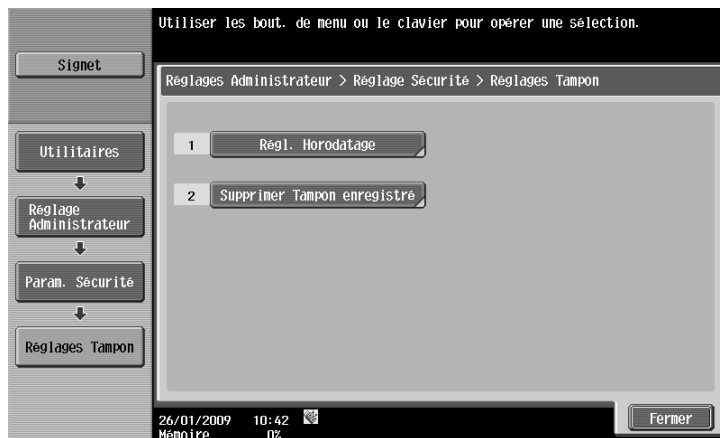 Utiliser les bout. de menu ou le clavier pour opérer une sélection.
Signet
Réglages Administrateur > Réglage Sécurité > Réglages Tampon
Utilitaires
Réglage
Administrateur
Param. Sécurité
Réglages Tampon
1 Régl. Horodatage
2 Supprimer Tampon enregistré
26/01/2009 10:42
Mémoire 0%
Fermer